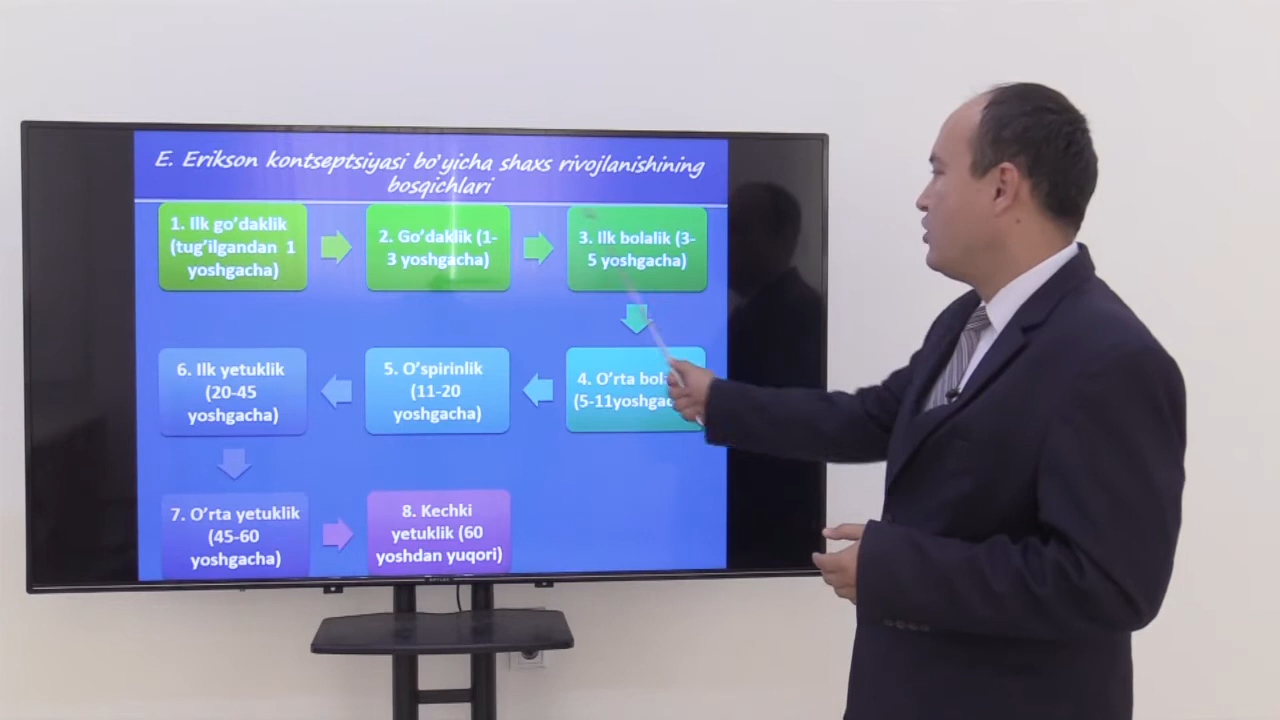 E. Erikson kontseptsiyasi bo'yicha shaxs rivojlanishining
bosqichlari
1. Ilk go'daklik
(tug'ilgandan 1
yoshgacha)
2. Go'daklik (1-
3 yoshgacha)
3. Ilk bolalik (3-
5 yoshgacha)
4. O'rta
(5-11
5. O'spirinlik
(11-20
yoshgacha)
6. Ilk yetuklik
(20-45
yoshgacha)
7. O'rta yetuklik
(45-60
yoshgacha)
8. Kechki
yetuklik (60
yoshdan yuqori)